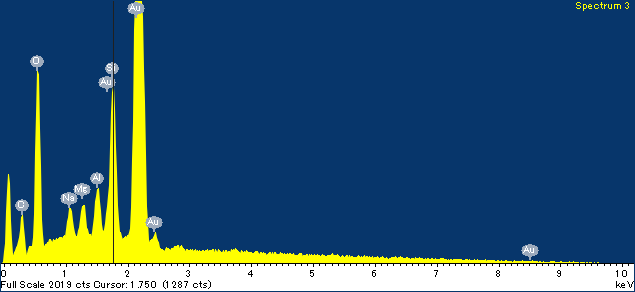 Spectrum 3
Au
O
Si
Au
Al
Mg
Na
C
Au
Au
0 1 2 3 4 5 6 7 8 9 10
Full Scale 2019 cts Cursor: 1.750 (1287 cts) keV